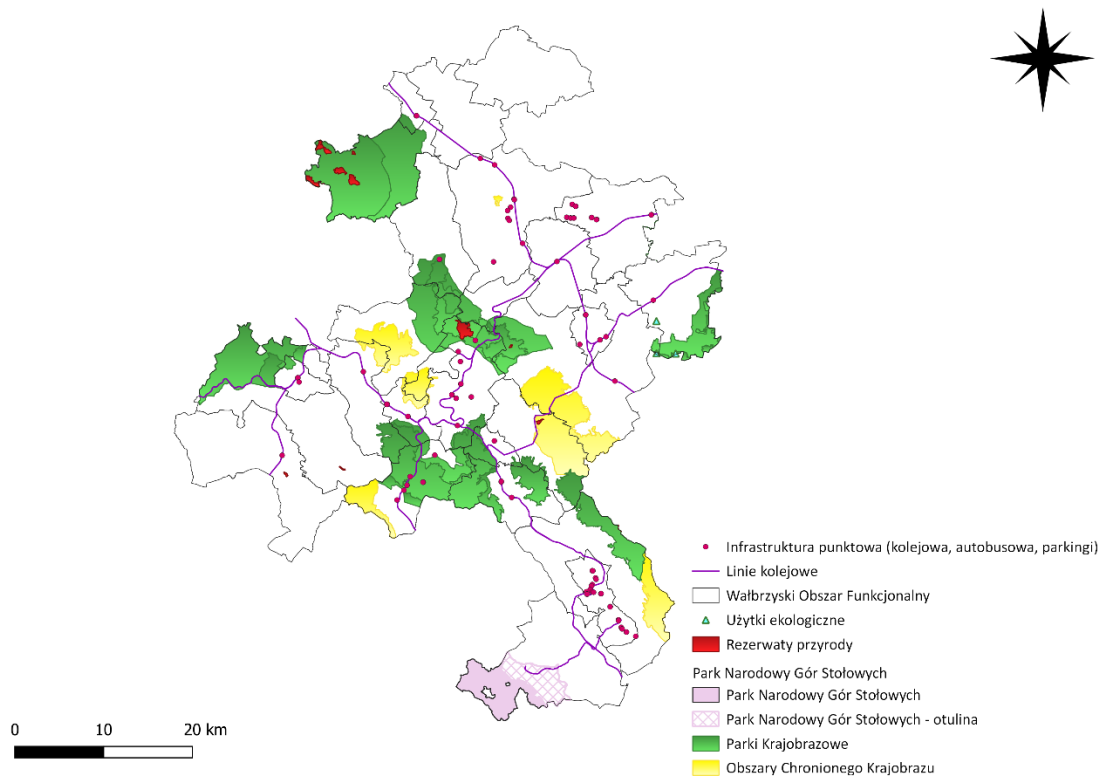 Infrastruktura punktowa (kolejowa, autobusowa, parkingi)
Linie kolejowe
Wałbrzyski Obszar Funkcjonalny
Użytki ekologiczne
Rezerwaty przyrody
Park Narodowy Gór Stołowych
Park Narodowy Gór Stołowych
Park Narodowy Gór Stołowych - otulina
Parki Krajobrazowe
Obszary Chronionego Krajobrazu
0 10 20 km